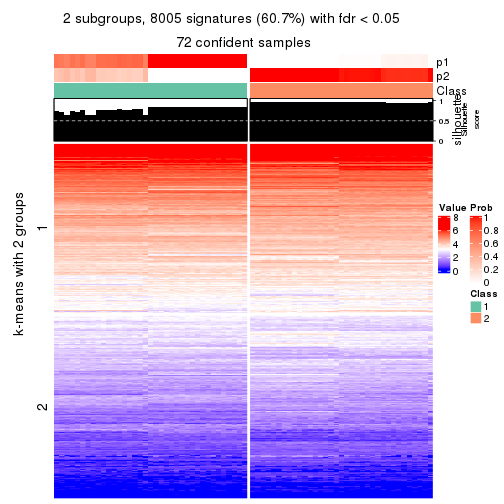 2 subgroups, 8005 signatures (60.7%) with fdr < 0.05
72 confident samples
p1
p2
Class
1
0.5
0
silhouette
Silhouette
score
k-means with 2 groups
1
2
Value
8
6
4
2
0
Prob
1
0.8
0.6
0.4
0.2
0
Class
1
2